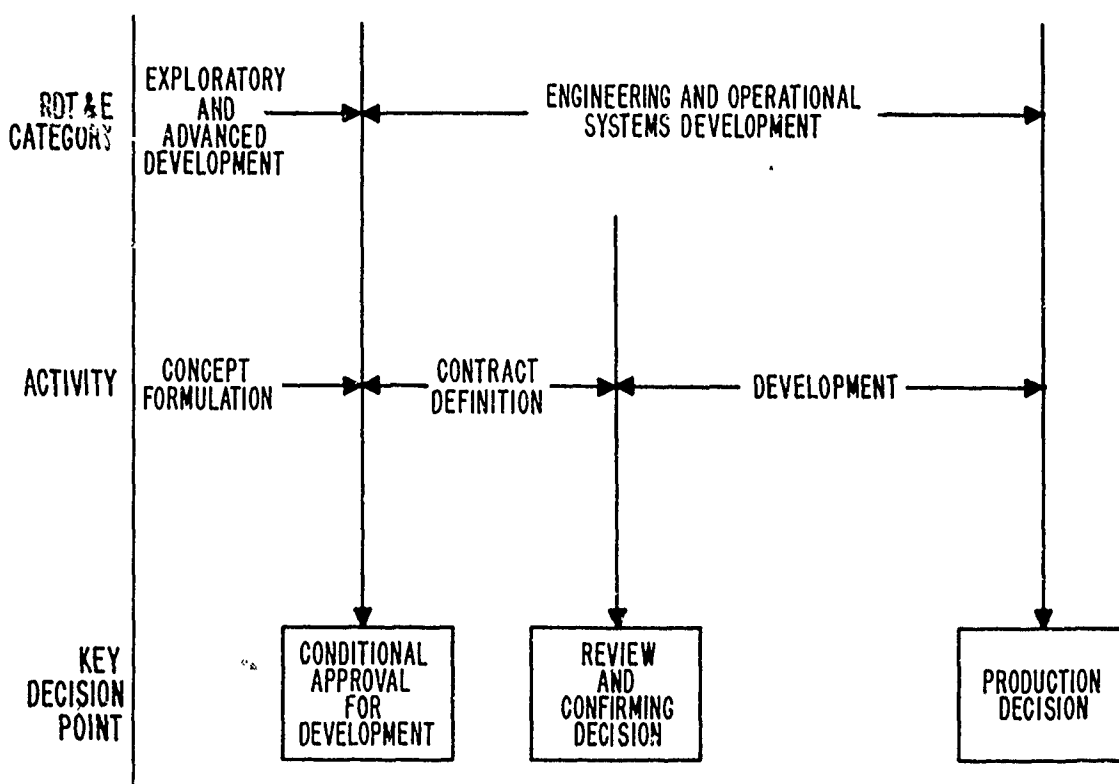 RDT & E
CATEGORY
EXPLORATORY
AND
ADVANCED
DEVELOPMENT
ENGINEERING AND OPERATIONAL
SYSTEMS DEVELOPMENT
ACTIVITY
CONCEPT
FORMULATION
CONTRACT
DEFINITION
DEVELOPMENT
KEY
DECISION
POINT
CONDITIONAL
APPROVAL
FOR
DEVELOPMENT
REVIEW
AND
CONFIRMING
DECISION
PRODUCTION
DECISION